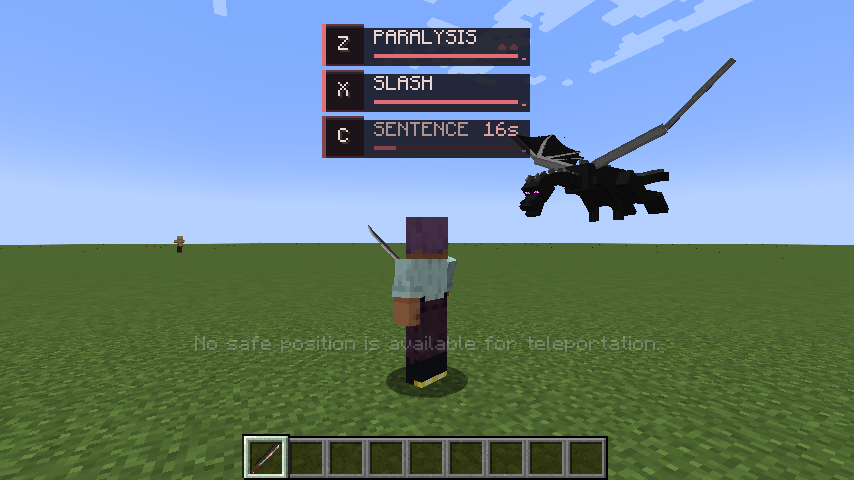 Z PARALYSIS
X SLASH
C SENTENCE 16s
No safe position is available for teleportation.